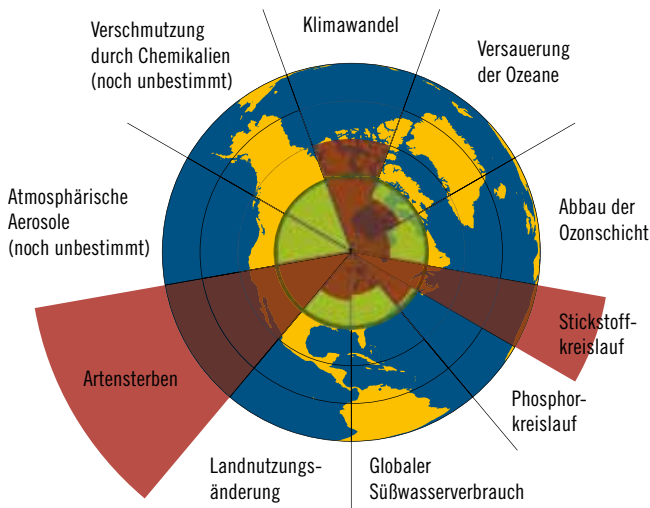 Klimawandel
Versauerung
der Ozeane
Abbau der
Ozonschicht
Stickstoff-
kreislauf
Phosphor-
kreislauf
Globaler
Süßwasserverbrauch
Landnutzungs-
änderung
Artensterben
Atmosphärische
Aerosole
(noch unbestimmt)
Verschmutzung
durch Chemikalien
(noch unbestimmt)